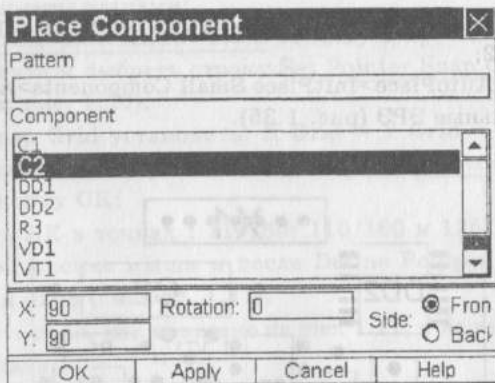 Place Component
Pattern
Component
C1
C2
DD1
DD2
R3
VD1
VT1
X: 90 Rotation: 0 Side: Fron
Y: 90 Back
OK Apply Cancel Help